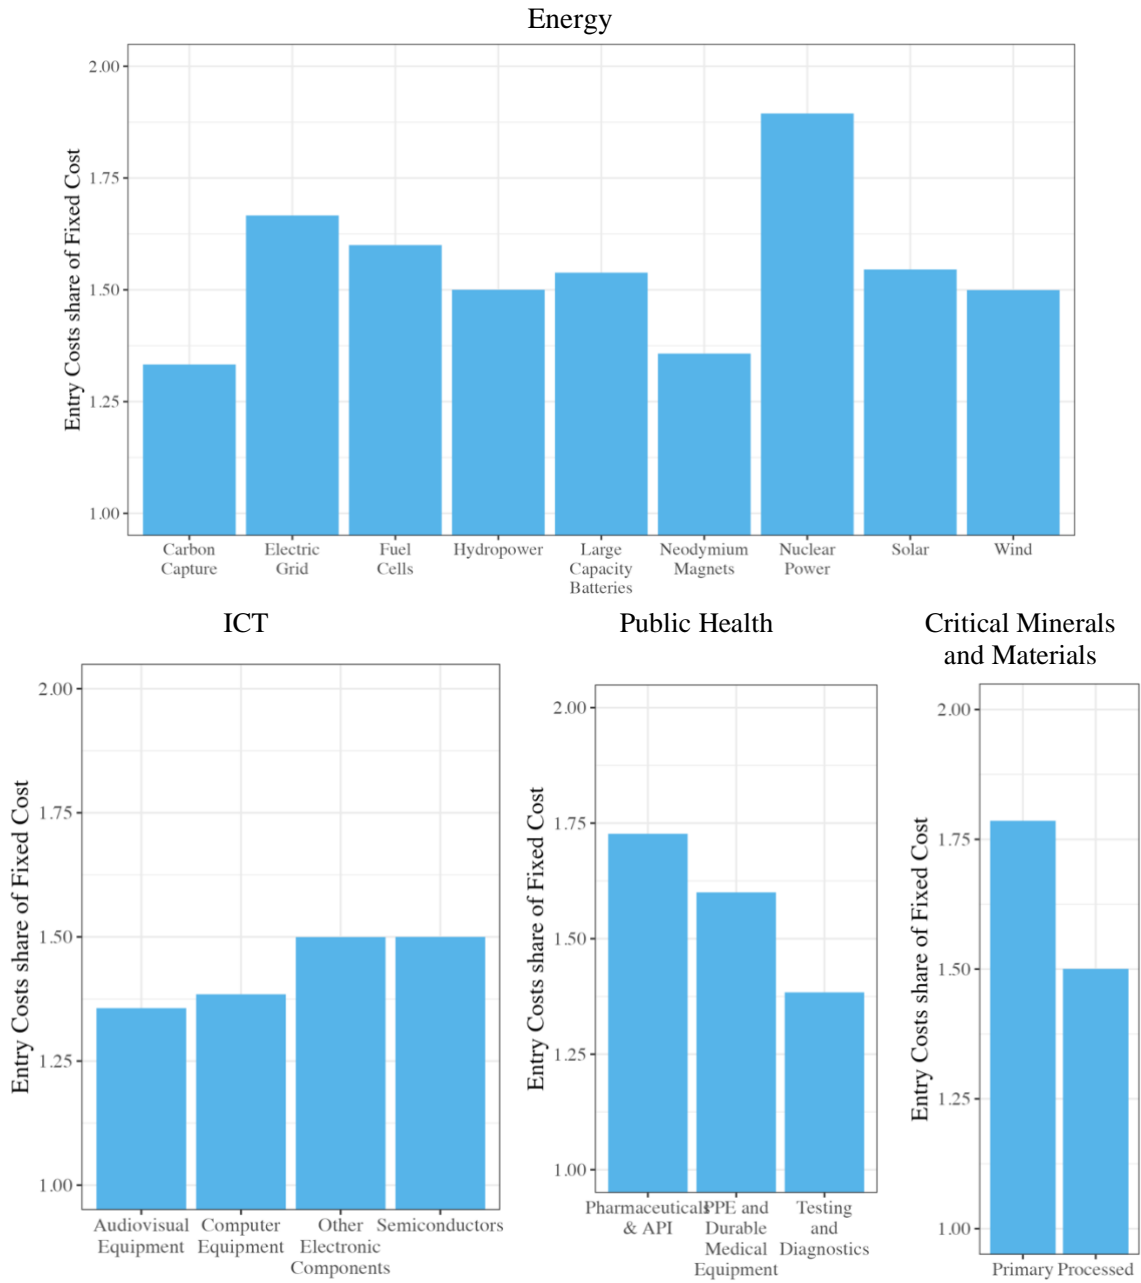 Energy
Entry Costs share of Fixed Cost
2.00
1.75
1.50
1.25
1.00
Carbon
Capture
Electric
Grid
Fuel
Cells
Hydropower
Large
Capacity
Batteries
Neodymium
Magnets
Nuclear
Power
Solar
Wind
ICT
Entry Costs share of Fixed Cost
2.00
1.75
1.50
1.25
1.00
Audiovisual
Equipment
Computer
Equipment
Other
Electronic
Components
Semiconductors
Public Health
Entry Costs share of Fixed Cost
2.00
1.75
1.50
1.25
1.00
Pharmaceuticals
& API
PPE and
Durable
Medical
Equipment
Testing
and
Diagnostics
Critical Minerals
and Materials
Entry Costs share of Fixed Cost
2.00
1.75
1.50
1.25
1.00
Primary
Processed